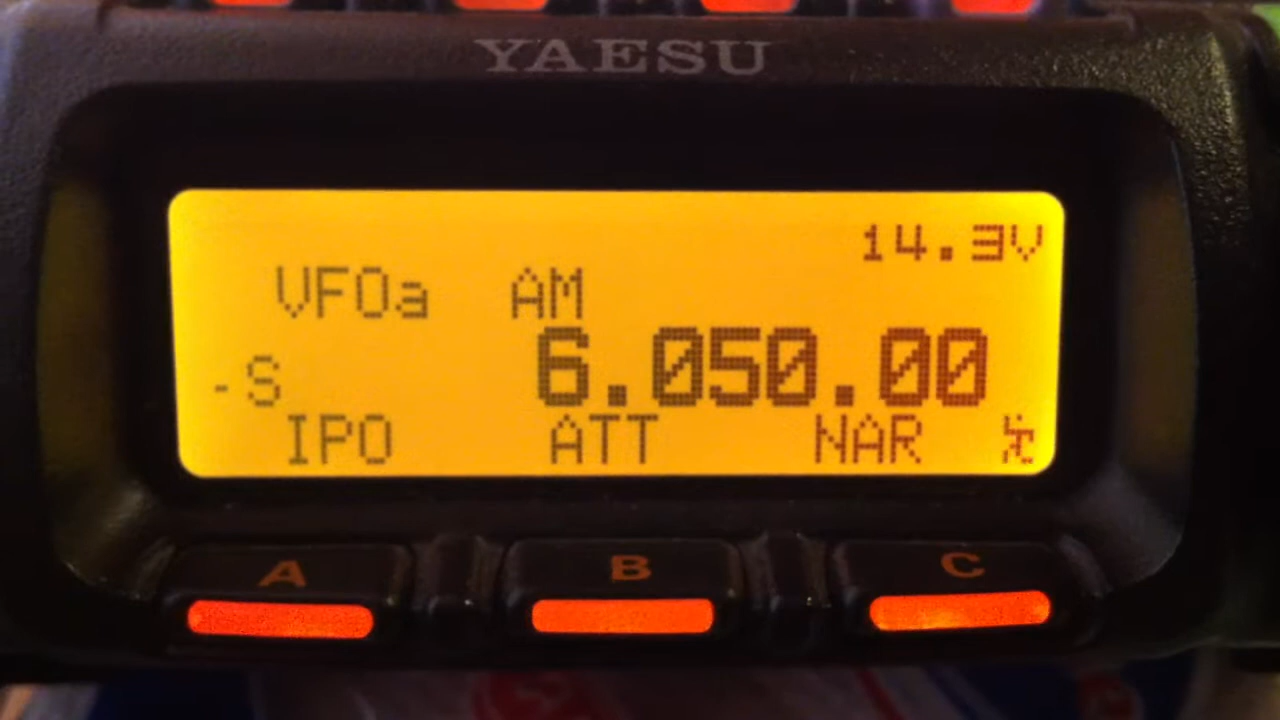 YAESU
14.3V
VFOa AM
-S 6.050.00
IPO ATT NAR
A B C